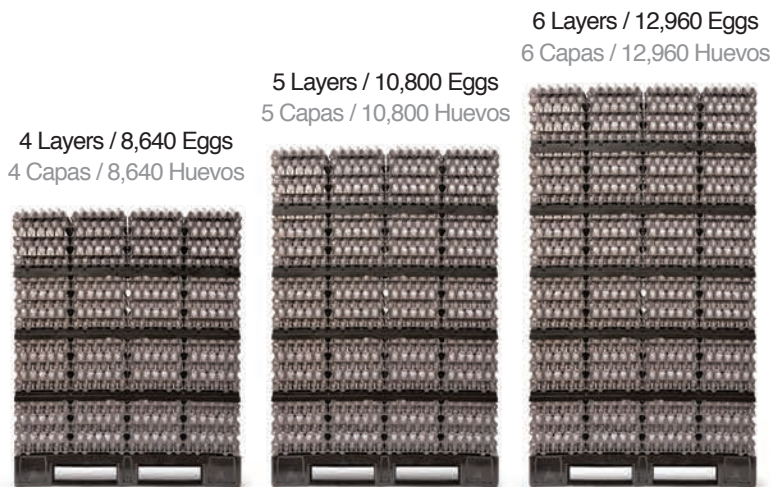 4 Layers / 8,640 Eggs
4 Capas / 8,640 Huevos
5 Layers / 10,800 Eggs
5 Capas / 10,800 Huevos
6 Layers / 12,960 Eggs
6 Capas / 12,960 Huevos